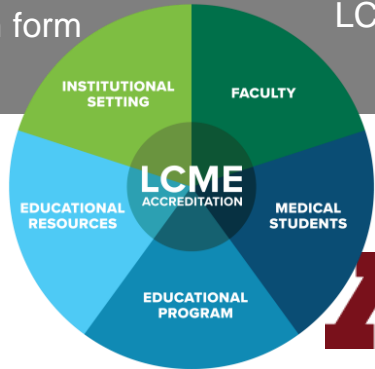 form
LC
INSTITUTIONAL
SETTING
FACULTY
LCME
ACCREDITATION
EDUCATIONAL
RESOURCES
MEDICAL
STUDENTS
EDUCATIONAL
PROGRAM